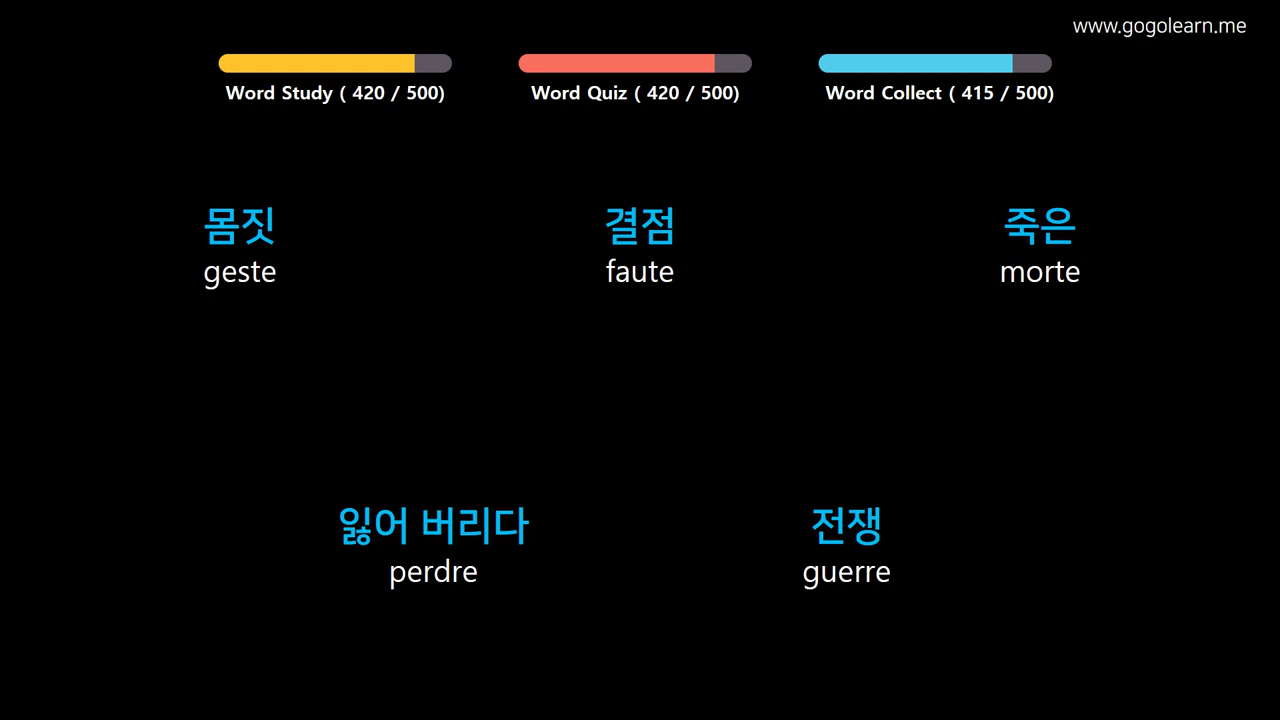 www.gogolearn.me
Word Study ( 420 / 500)
Word Quiz ( 420 / 500)
Word Collect ( 415 / 500)
몸짓
geste
결점
faute
죽은
morte
잃어 버리다
perdre
전쟁
guerre